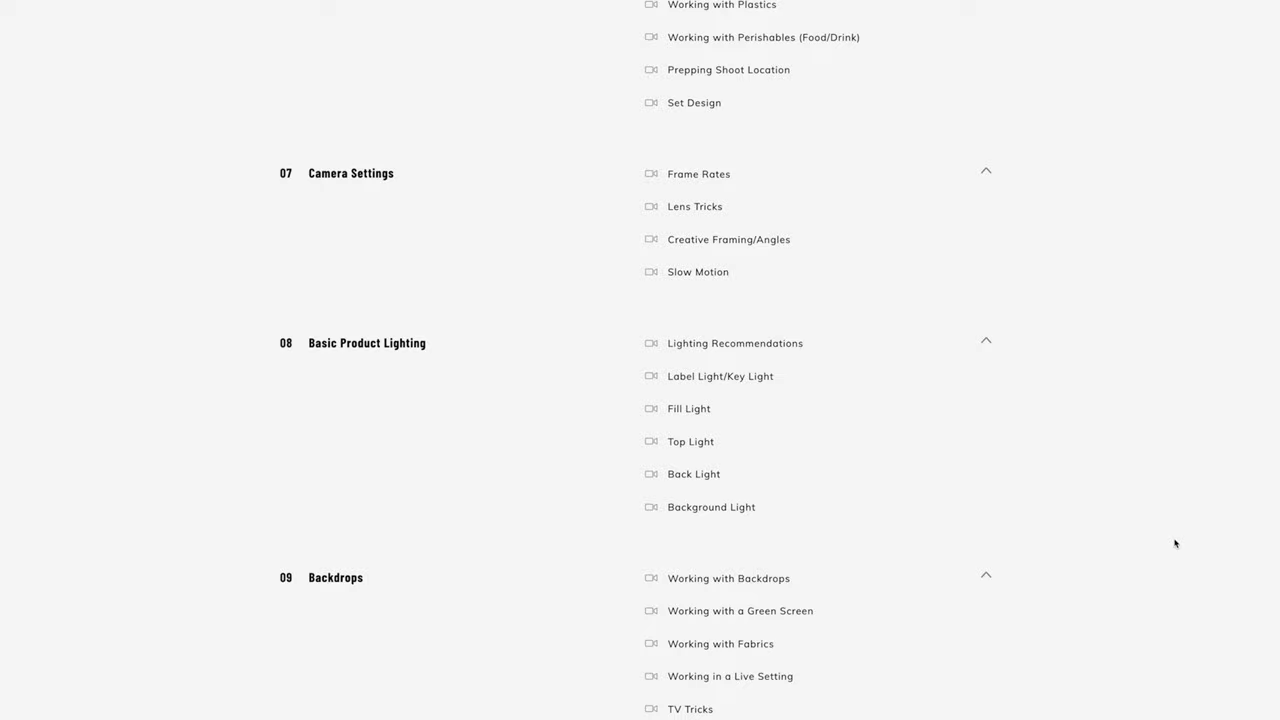 Working with Plastics
Working with Perishables (Food/Drink)
Prepping Shoot Location
Set Design
07 Camera Settings
Frame Rates
Lens Tricks
Creative Framing/Angles
Slow Motion
08 Basic Product Lighting
Lighting Recommendations
Label Light/Key Light
Fill Light
Top Light
Back Light
Background Light
09 Backdrops
Working with Backdrops
Working with a Green Screen
Working with Fabrics
Working in a Live Setting
TV Tricks